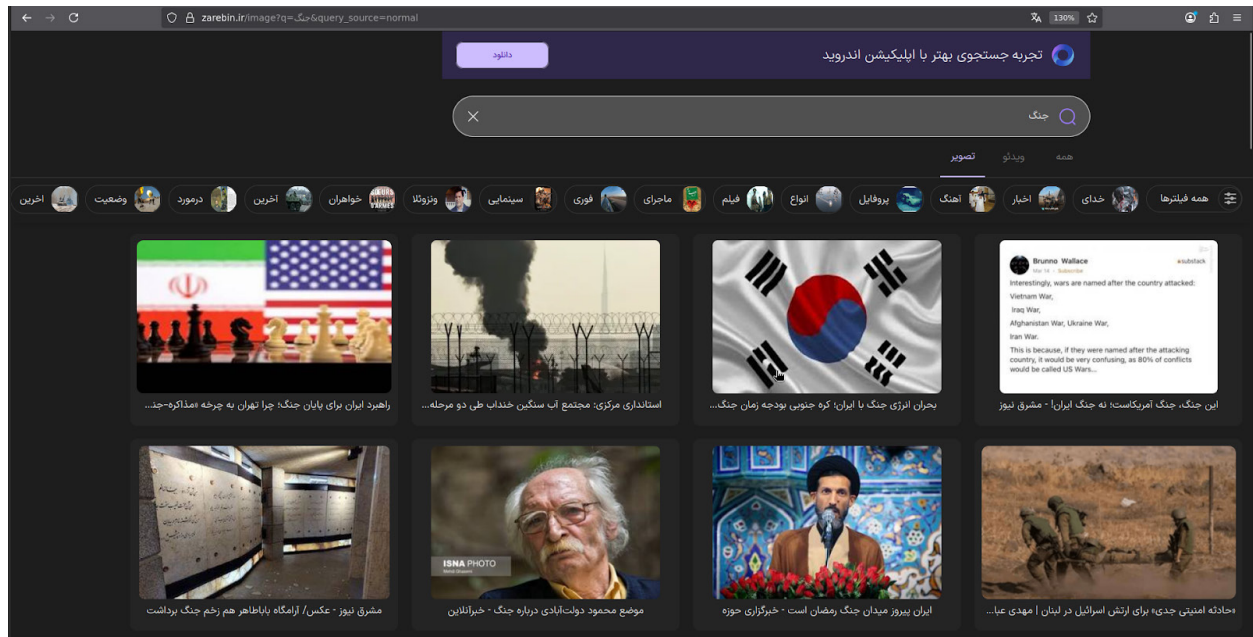 zarebin.ir/image?q=جنگ&query_source=normal
130%
تجربه جستجوی بهتر با اپلیکیشن اندروید
دانلود
جنگ
همه
ویدئو
تصویر
همه فیلترها
خدای
اخبار
آهنگ
پروفایل
انواع
فیلم
ماجرای
فوری
سینمایی
ونزوئلا
خواهران
آخرین
درمورد
وضعیت
اخرین
Brunno Wallace
substack
Mar 14 · Subscribe
Interestingly, wars are named after the country attacked:
Vietnam War,
Iraq War,
Afghanistan War, Ukraine War,
Iran War.
This is because, if they were named after the attacking
country, it would be very confusing, as 80% of conflicts
would be called US Wars...
این جنگ، جنگ آمریکاست؛ نه جنگ ایران! - مشرق نیوز
بحران انرژی جنگ با ایران؛ کره جنوبی بودجه زمان جنگ...
استانداری مرکزی: مجتمع آب سنگین خنداب طی دو مرحله...
راهبرد ایران برای پایان جنگ؛ چرا تهران به چرخه «مذاکره-جنـ...
ISNA PHOTO
«حادثه امنیتی جدی» برای ارتش اسرائیل در لبنان | مهدی عبا...
ایران پیروز میدان جنگ رمضان است - خبرگزاری حوزه
موضع محمود دولت‌آبادی درباره جنگ - خبرآنلاین
مشرق نیوز - عکس/ آرامگاه باباطاهر هم زخم جنگ برداشت